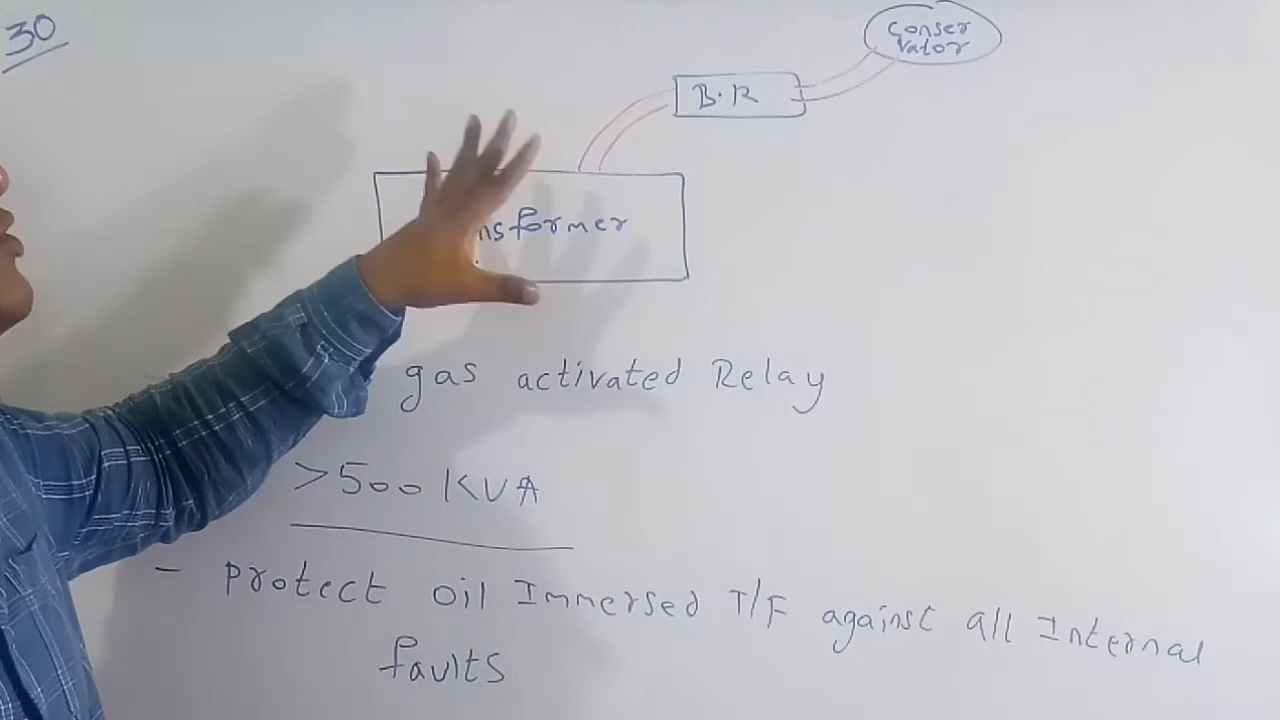 30
Conser
vator
B.R
nsformer
gas activated Relay
>500 KVA
- Protect oil Immersed T/F against all Internal
faults